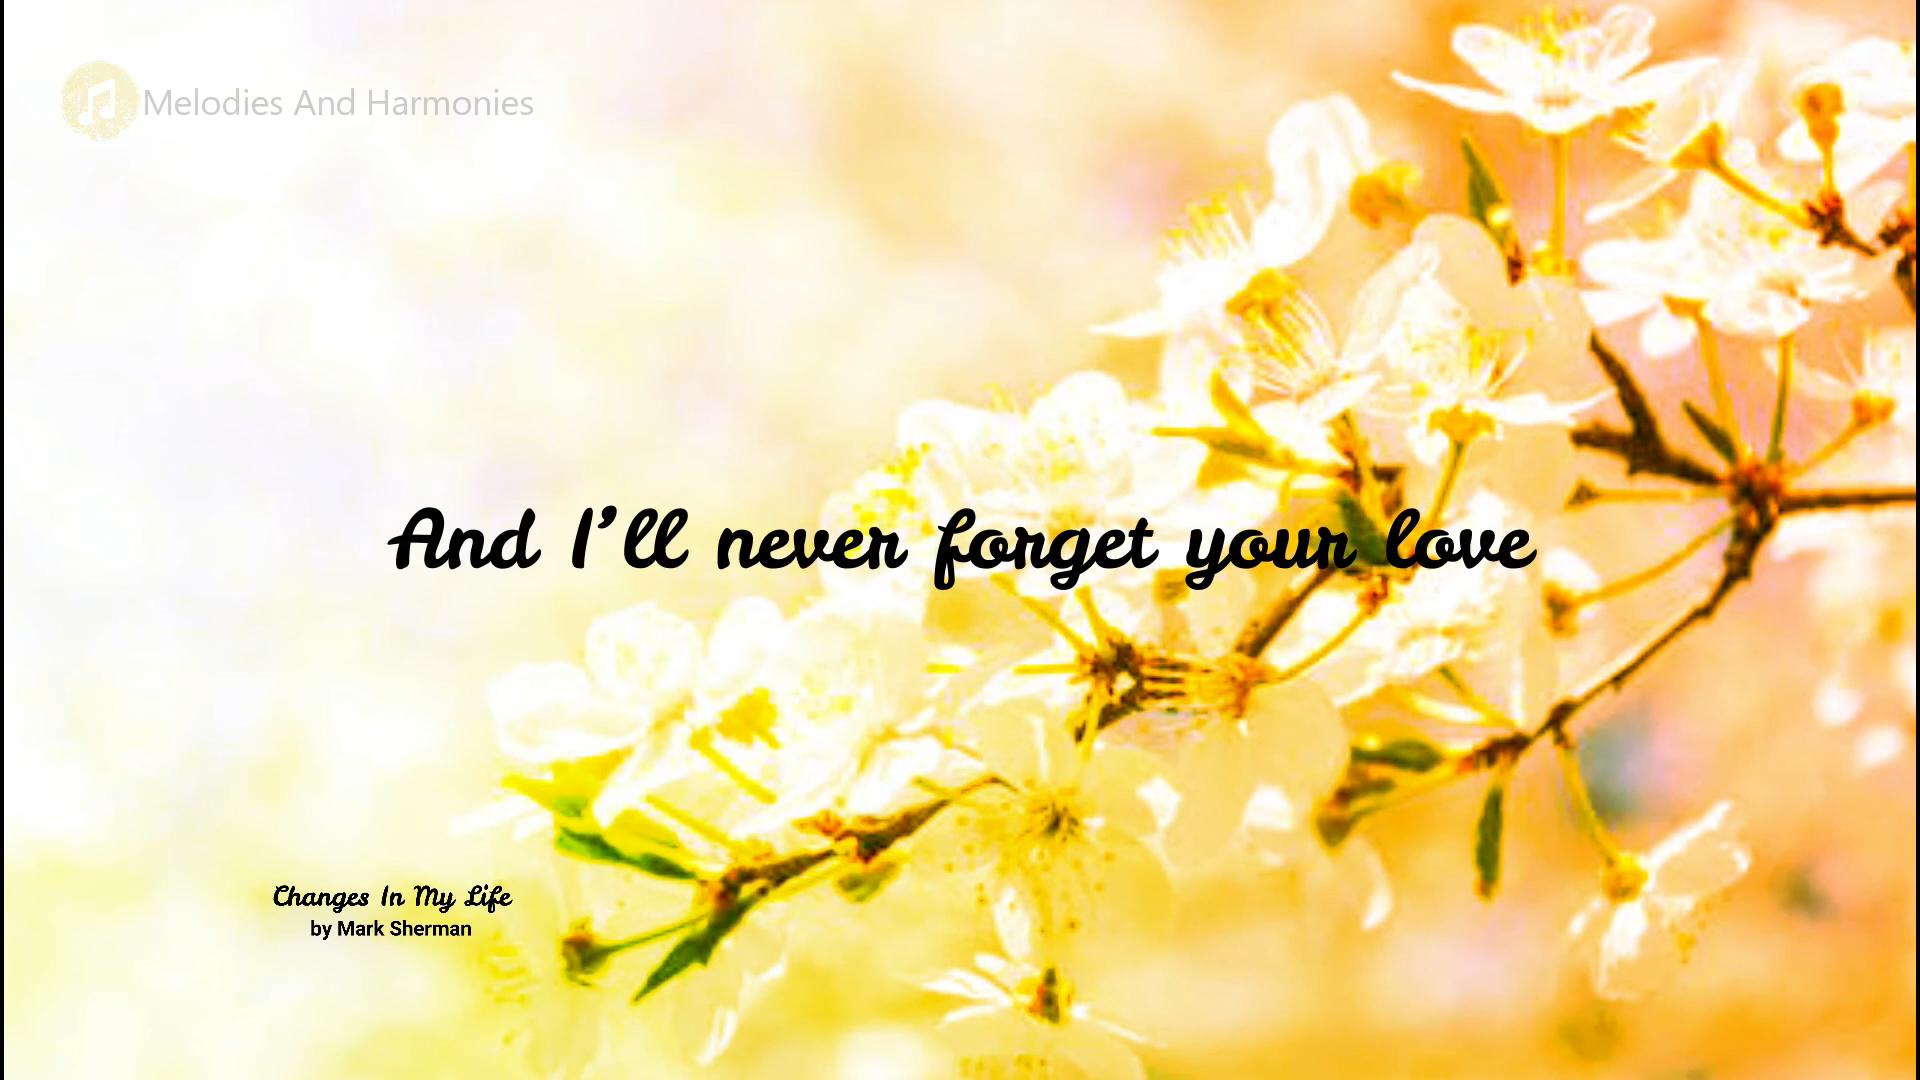 Melodies And Harmonies
And I'll never forget your love
Changes In My Life
by Mark Sherman